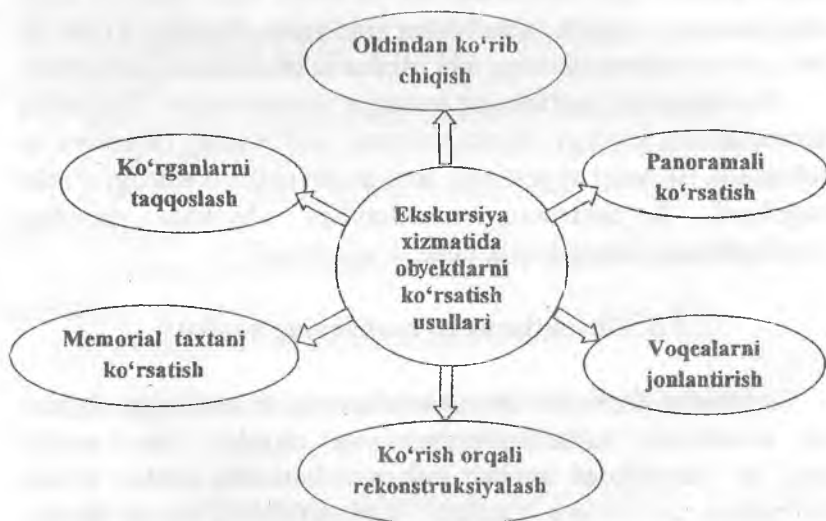 Oldindan ko‘rib
chiqish
Ko‘rganlarni
taqqoslash
Panoramali
ko‘rsatish
Ekskursiya
xizmatida
obyektlarni
ko‘rsatish
usullari
Memorial taxtani
ko‘rsatish
Voqealarni
jonlantirish
Ko‘rish orqali
rekonstruksiyalash